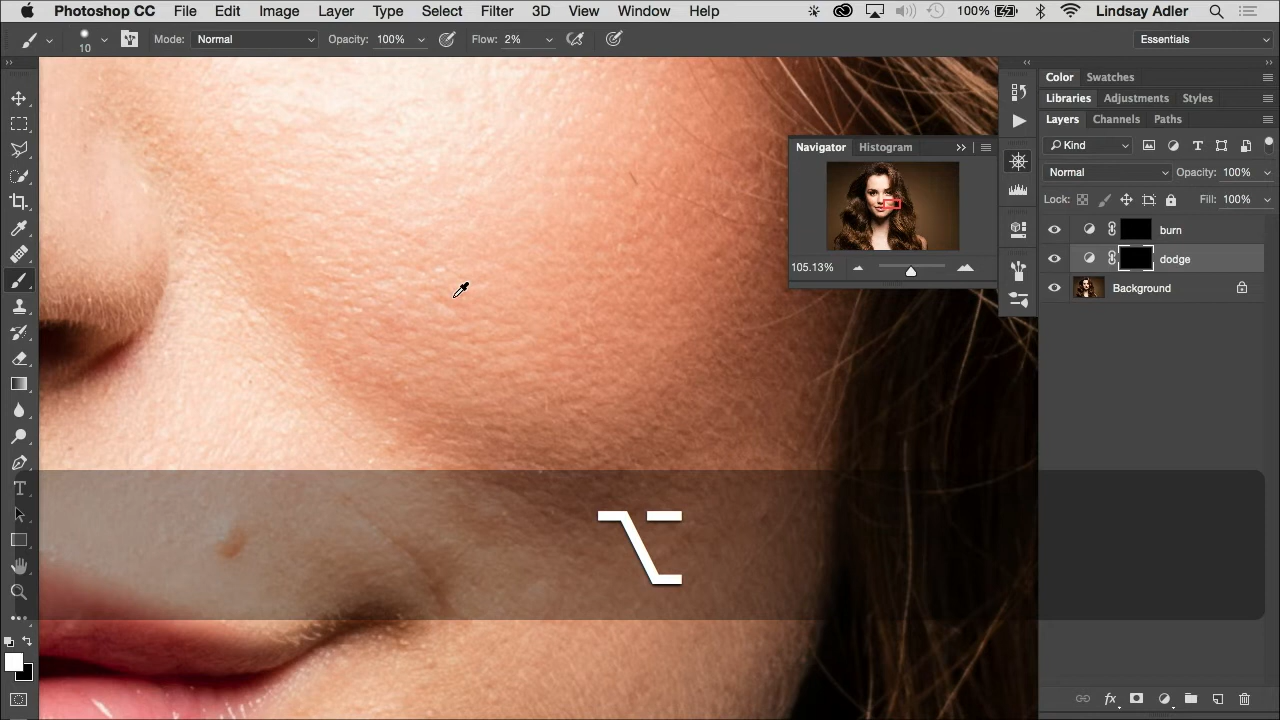 Photoshop CC File Edit Image Layer Type Select Filter 3D View Window Help 100% Lindsay Adler
10 Mode: Normal Opacity: 100% Flow: 2% Essentials
Color Swatches
Libraries Adjustments Styles
Layers Channels Paths
Kind
Normal Opacity: 100%
Lock: Fill: 100%
burn
dodge
Background
Navigator Histogram
105.13%
⌥